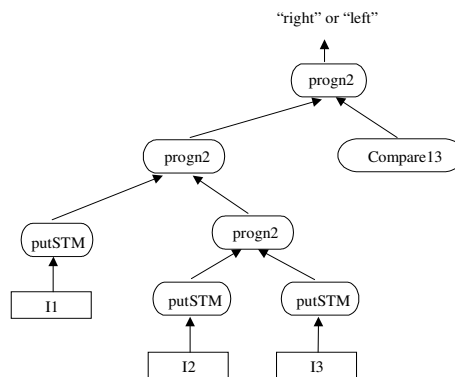 “right” or “left”
progn2
progn2
Compare13
putSTM
progn2
I1
putSTM
putSTM
I2
I3